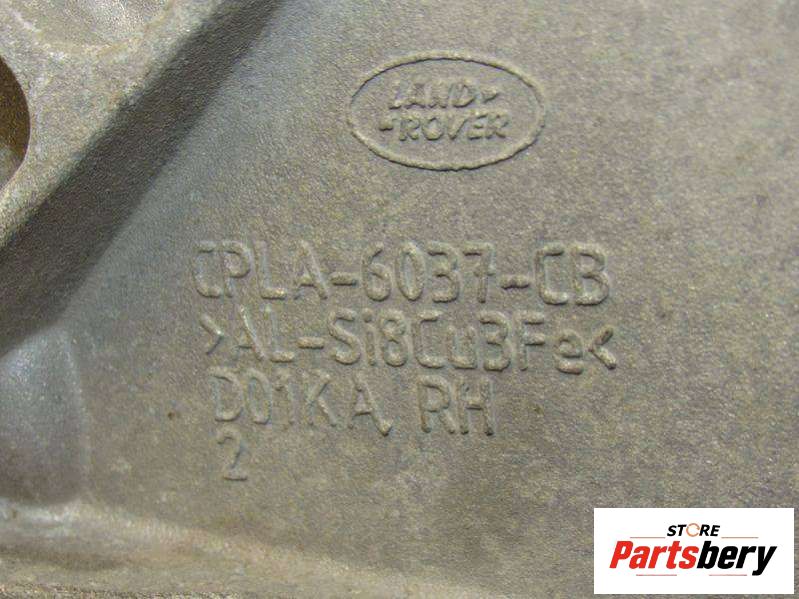 LAND
ROVER
CPLA-6037-CB
>AL-Si8Cu3Fe<
D01KA RH
2
STORE
Partsbery